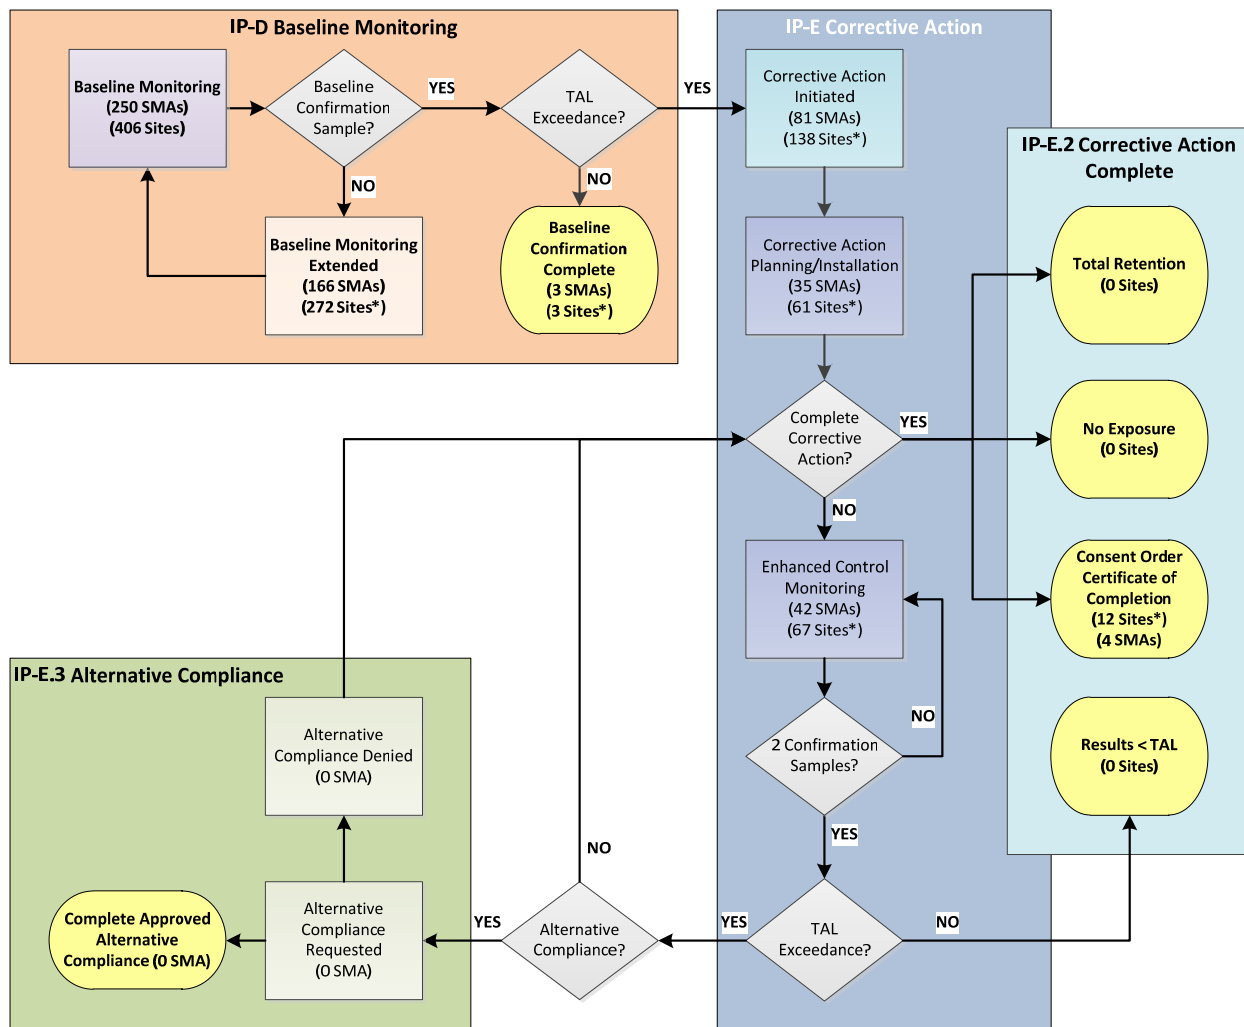 IP-D Baseline Monitoring
Baseline Monitoring
(250 SMAs)
(406 Sites)
Baseline
Confirmation
Sample?
YES
TAL
Exceedance?
YES
NO
NO
Baseline Monitoring
Extended
(166 SMAs)
(272 Sites*)
Baseline
Confirmation
Complete
(3 SMAs)
(3 Sites*)
IP-E Corrective Action
Corrective Action
Initiated
(81 SMAs)
(138 Sites*)
Corrective Action
Planning/Installation
(35 SMAs)
(61 Sites*)
Complete
Corrective
Action?
YES
NO
Enhanced Control
Monitoring
(42 SMAs)
(67 Sites*)
2 Confirmation
Samples?
NO
YES
TAL
Exceedance?
YES
NO
IP-E.2 Corrective Action
Complete
Total Retention
(0 Sites)
No Exposure
(0 Sites)
Consent Order
Certificate of
Completion
(12 Sites*)
(4 SMAs)
Results < TAL
(0 Sites)
Alternative
Compliance?
NO
YES
IP-E.3 Alternative Compliance
Alternative
Compliance Denied
(0 SMA)
Alternative
Compliance
Requested
(0 SMA)
Complete Approved
Alternative
Compliance (0 SMA)